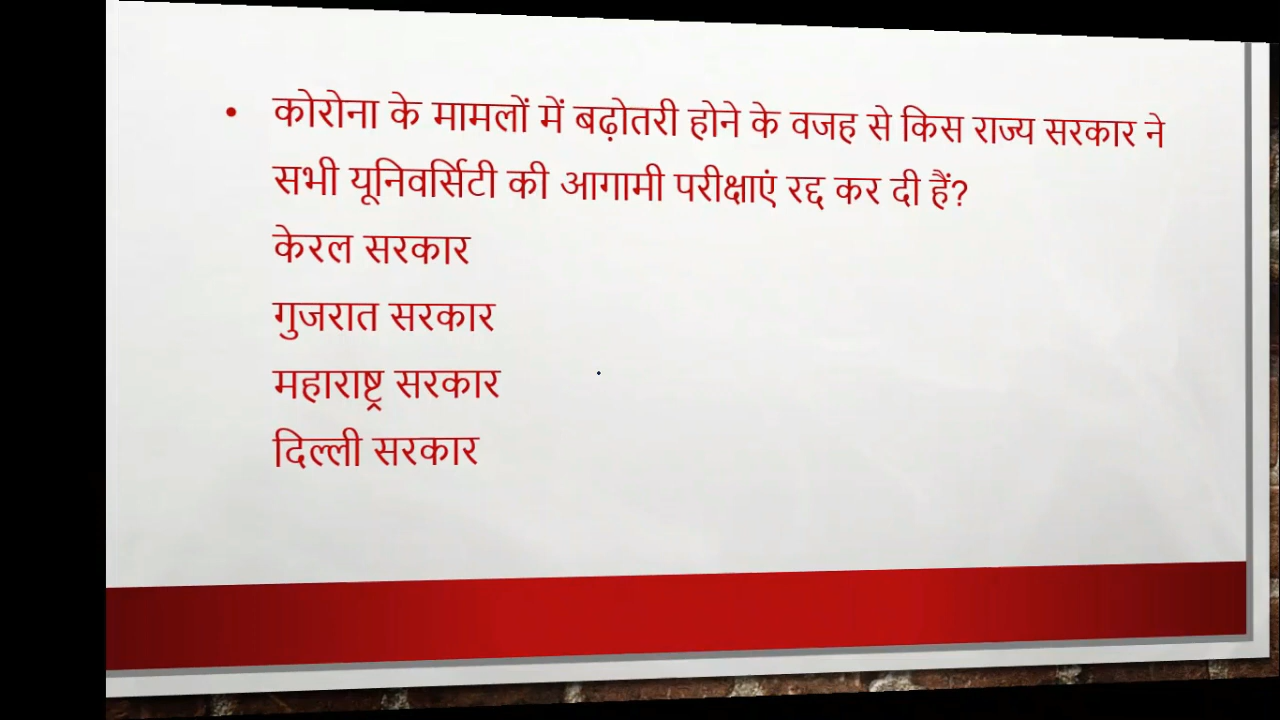 • कोरोना के मामलों में बढ़ोतरी होने के वजह से किस राज्य सरकार ने
सभी यूनिवर्सिटी की आगामी परीक्षाएं रद्द कर दी हैं?
केरल सरकार
गुजरात सरकार
महाराष्ट्र सरकार
दिल्ली सरकार